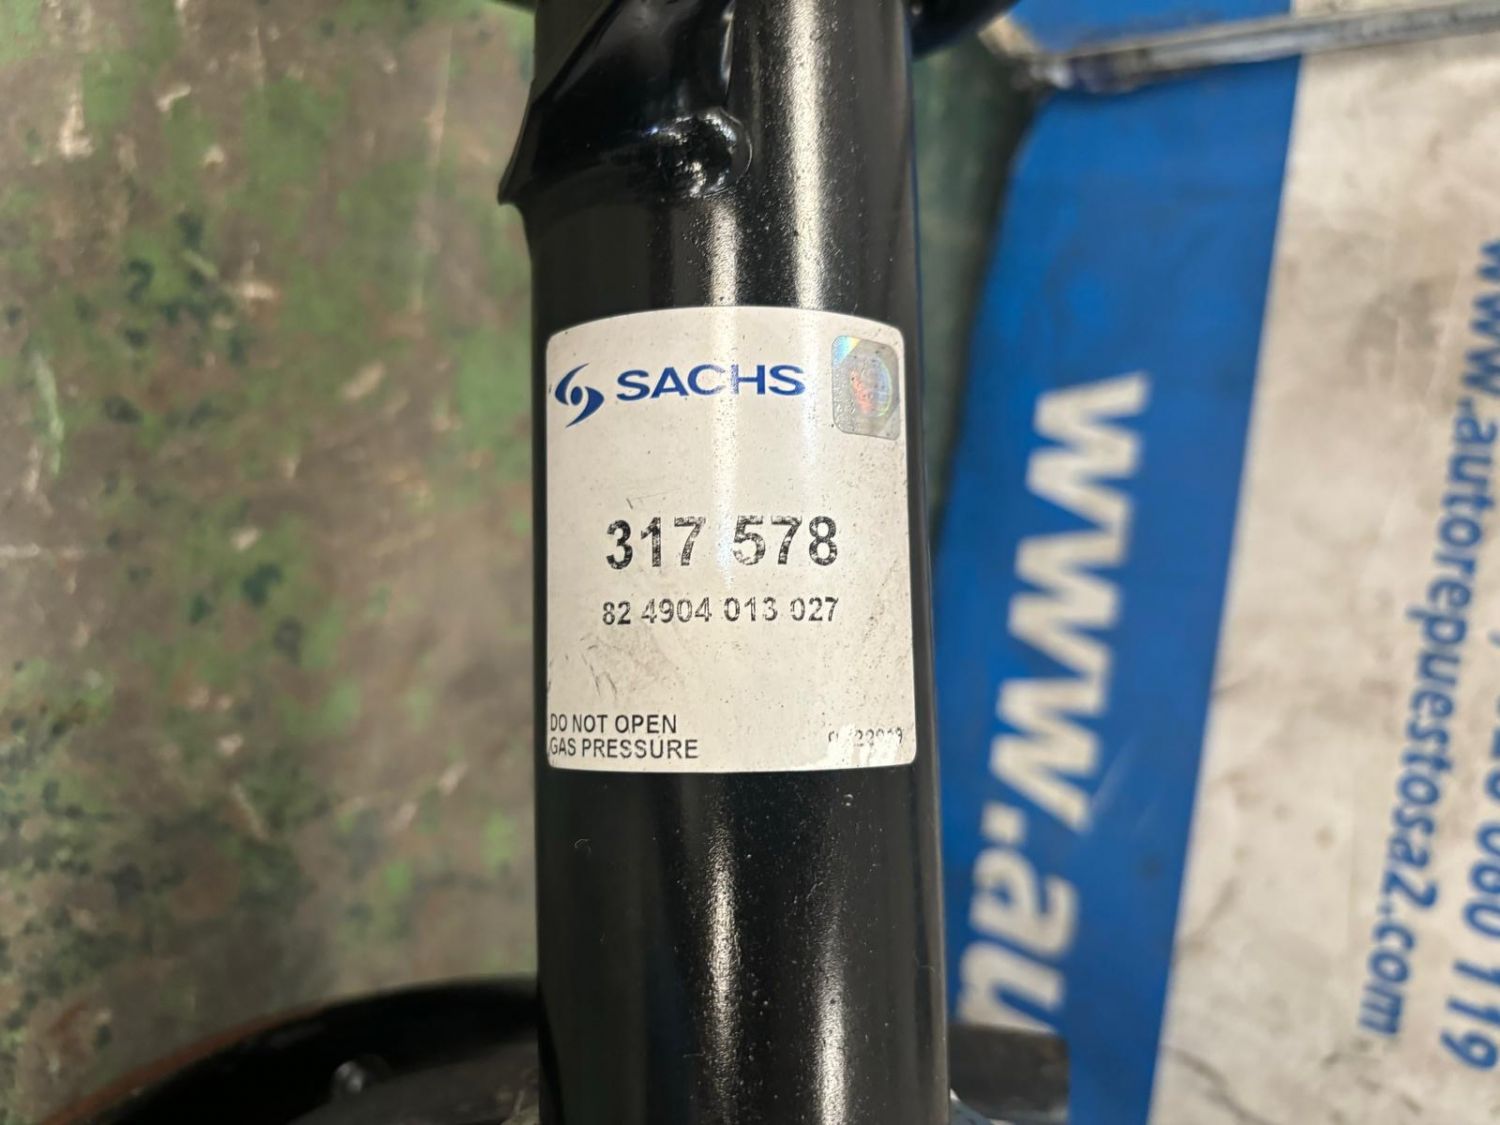 SACHS
317 578
82 4904 013 027
DO NOT OPEN
GAS PRESSURE
www.au
www.autorepuestosa2.com
119